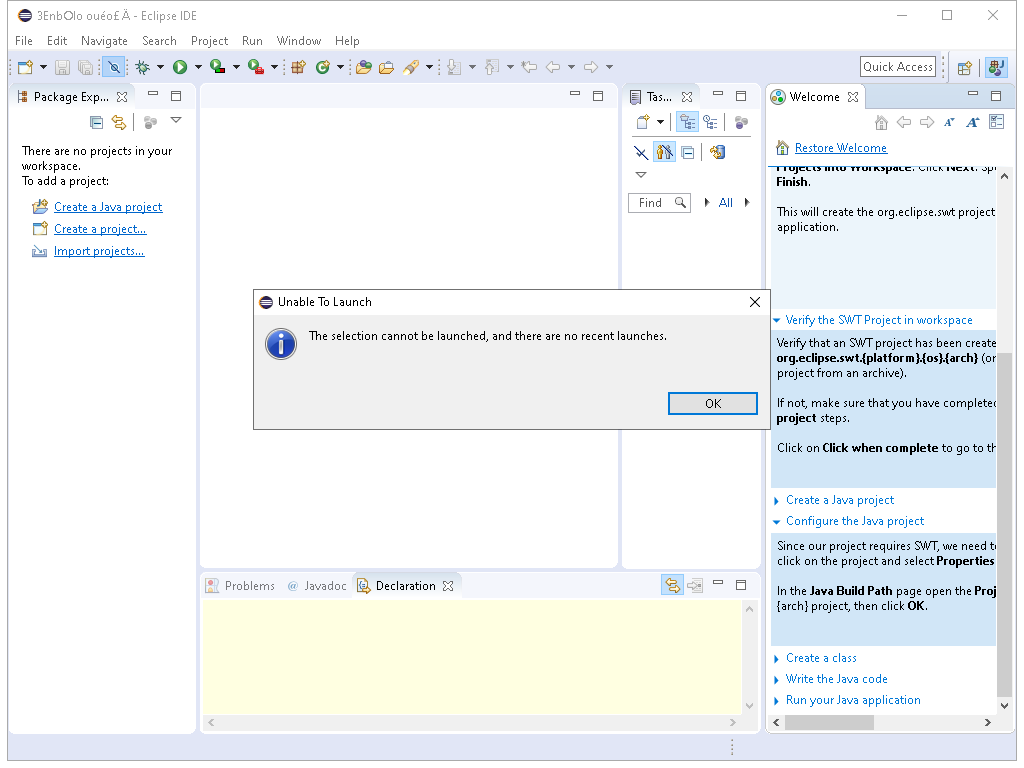 3EnbOlo ouéo£Ä - Eclipse IDE
File Edit Navigate Search Project Run Window Help
Quick Access
Package Exp...
There are no projects in your
workspace.
To add a project:
Create a Java project
Create a project...
Import projects...
Tas...
Find
All
Welcome
Restore Welcome
Projects into Workspace. Click Next. Sp
Finish.
This will create the org.eclipse.swt project
application.
Verify the SWT Project in workspace
Verify that an SWT project has been create
org.eclipse.swt.{platform}.{os}.{arch} (or
project from an archive).
If not, make sure that you have completed
project steps.
Click on Click when complete to go to th
Create a Java project
Configure the Java project
Since our project requires SWT, we need to
click on the project and select Properties
In the Java Build Path page open the Proj
{arch} project, then click OK.
Create a class
Write the Java code
Run your Java application
Unable To Launch
The selection cannot be launched, and there are no recent launches.
OK
Problems @ Javadoc Declaration